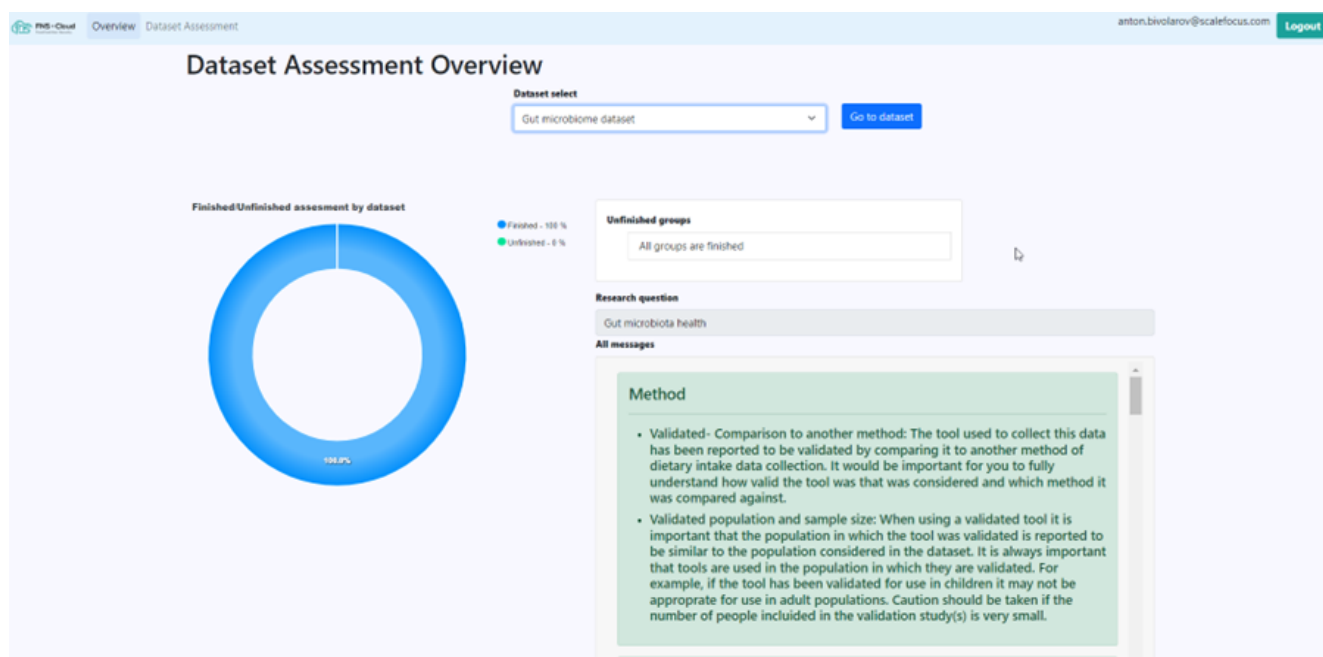 FNS-Cloud
Overview
Dataset Assessment
anton.bivolarov@scalefocus.com
Logout
Dataset Assessment Overview
Dataset select
Gut microbiome dataset
Go to dataset
Finished/Unfinished assesment by dataset
Finished - 100 %
Unfinished - 0 %
100.0%
Unfinished groups
All groups are finished
Research question
Gut microbiota health
All messages
Method
• Validated- Comparison to another method: The tool used to collect this data
has been reported to be validated by comparing it to another method of
dietary intake data collection. It would be important for you to fully
understand how valid the tool was that was considered and which method it
was compared against.
• Validated population and sample size: When using a validated tool it is
important that the population in which the tool was validated is reported to
be similar to the population considered in the dataset. It is always important
that tools are used in the population in which they are validated. For
example, if the tool has been validated for use in children it may not be
approprate for use in adult populations. Caution should be taken if the
number of people incluided in the validation study(s) is very small.